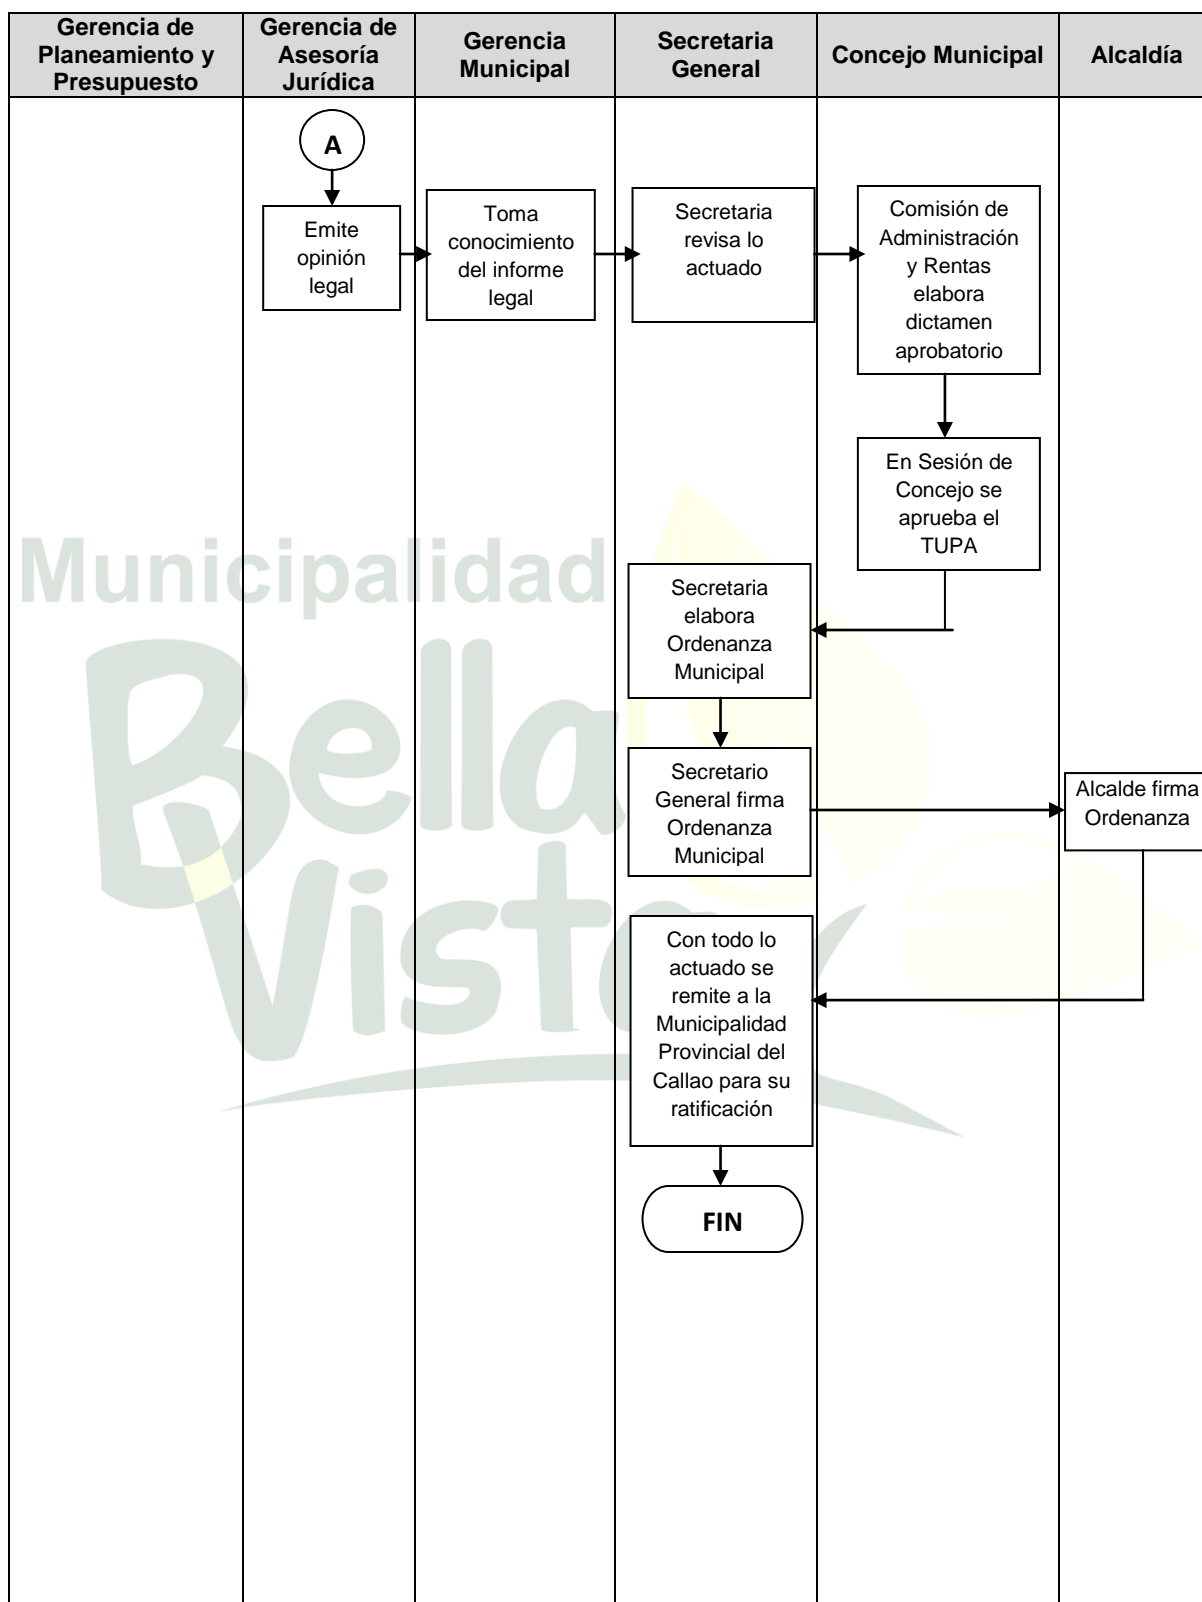 Gerencia de
Planeamiento y
Presupuesto
Gerencia de
Asesoría
Jurídica
Gerencia
Municipal
Secretaria
General
Concejo Municipal
Alcaldía
A
Emite
opinión
legal
Toma
conocimiento
del informe
legal
Secretaria
revisa lo
actuado
Comisión de
Administración
y Rentas
elabora
dictamen
aprobatorio
En Sesión de
Concejo se
aprueba el
TUPA
Secretaria
elabora
Ordenanza
Municipal
Secretario
General firma
Ordenanza
Municipal
Alcalde firma
Ordenanza
Con todo lo
actuado se
remite a la
Municipalidad
Provincial del
Callao para su
ratificación
FIN
Municipalidad
Bella
Vista